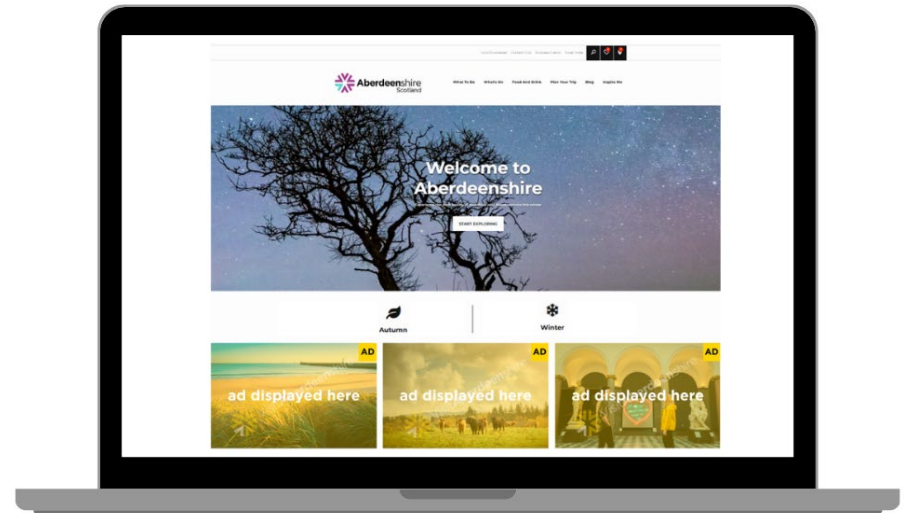 Aberdeenshire
Scotland
What To Do What's On Food And Drink Plan Your Trip Blog Inspire Me
Welcome to
Aberdeenshire
START EXPLORING
Autumn
Winter
AD
AD
AD
ad displayed here
ad displayed here
ad displayed here